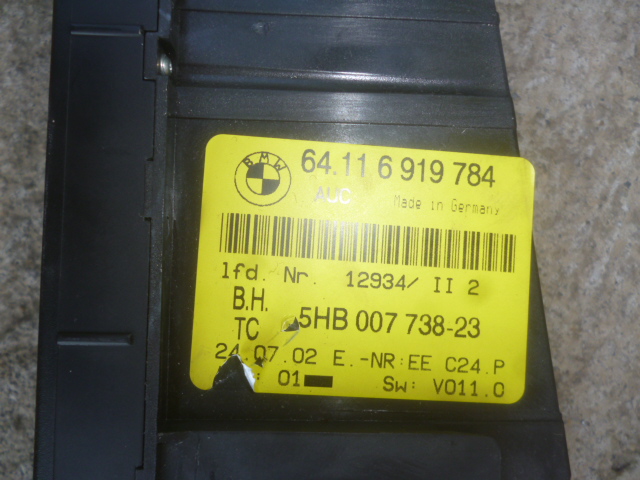 BMW
64.11 6 919 784
AUC Made in Germany
lfd. Nr. 12934/ II 2
B.H.
TC 5HB 007 738-23
24.07.02 E.-NR:EE C24.P
: 01 Sw: V011.0